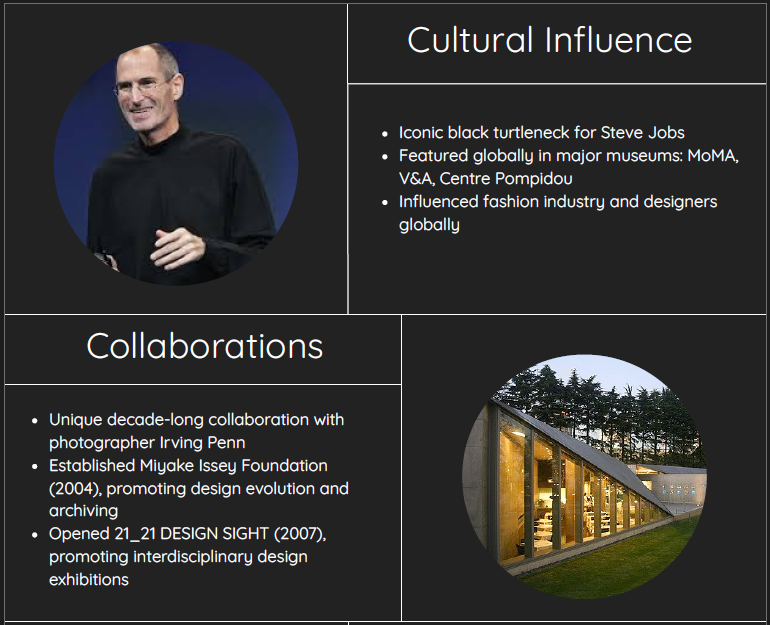 Cultural Influence
• Iconic black turtleneck for Steve Jobs
• Featured globally in major museums: MoMA,
V&A, Centre Pompidou
• Influenced fashion industry and designers
globally
Collaborations
• Unique decade-long collaboration with
photographer Irving Penn
• Established Miyake Issey Foundation
(2004), promoting design evolution and
archiving
• Opened 21_21 DESIGN SIGHT (2007),
promoting interdisciplinary design
exhibitions